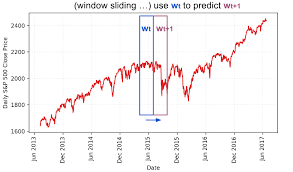 (window sliding ...) use Wt to predict Wt+1
Wt
Wt+1
Daily S&P 500 Close Price
2400
2200
2000
1800
1600
Jun 2013
Dec 2013
Jun 2014
Dec 2014
Jun 2015
Dec 2015
Jun 2016
Dec 2016
Jun 2017
Date